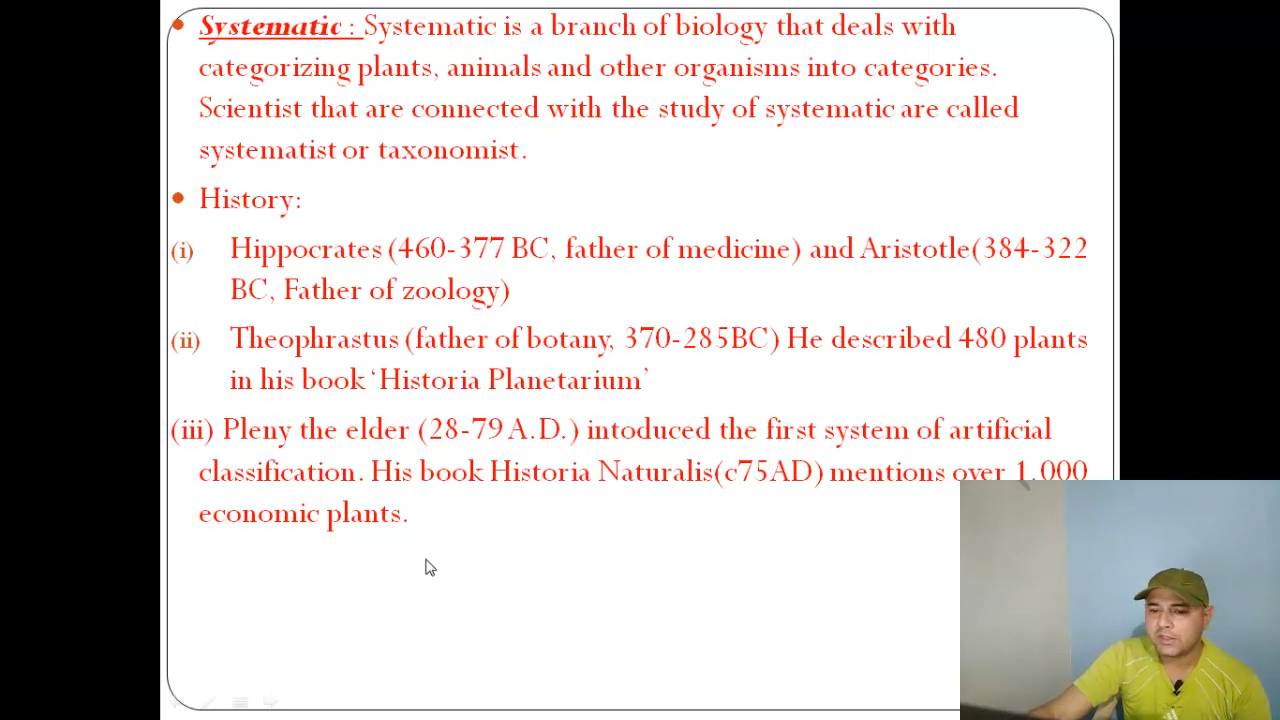 • Systematic : Systematic is a branch of biology that deals with
categorizing plants, animals and other organisms into categories.
Scientist that are connected with the study of systematic are called
systematist or taxonomist.
• History:
(i) Hippocrates (460-377 BC, father of medicine) and Aristotle(384-322
BC, Father of zoology)
(ii) Theophrastus (father of botany, 370-285BC) He described 480 plants
in his book ‘Historia Planetarium’
(iii) Pleny the elder (28-79 A.D.) intoduced the first system of artificial
classification. His book Historia Naturalis(c75AD) mentions over 1,000
economic plants.